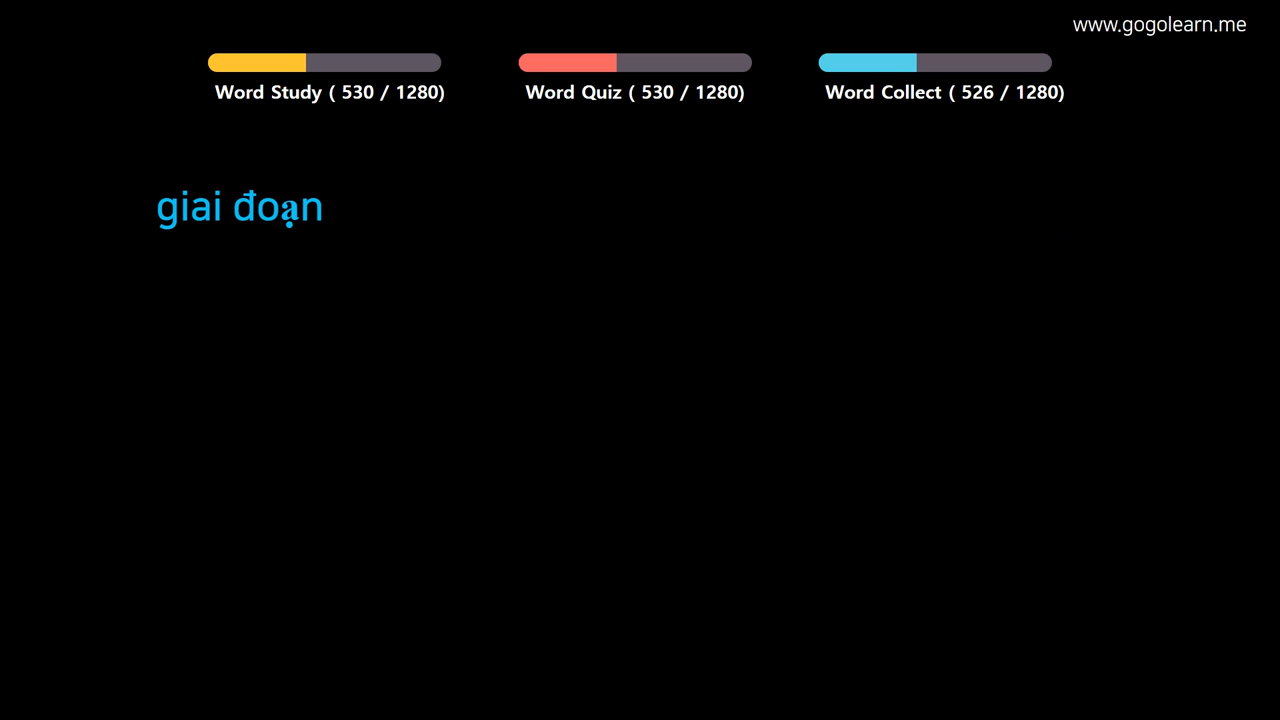 www.gogolearn.me
Word Study ( 530 / 1280)
Word Quiz ( 530 / 1280)
Word Collect ( 526 / 1280)
giai đoạn